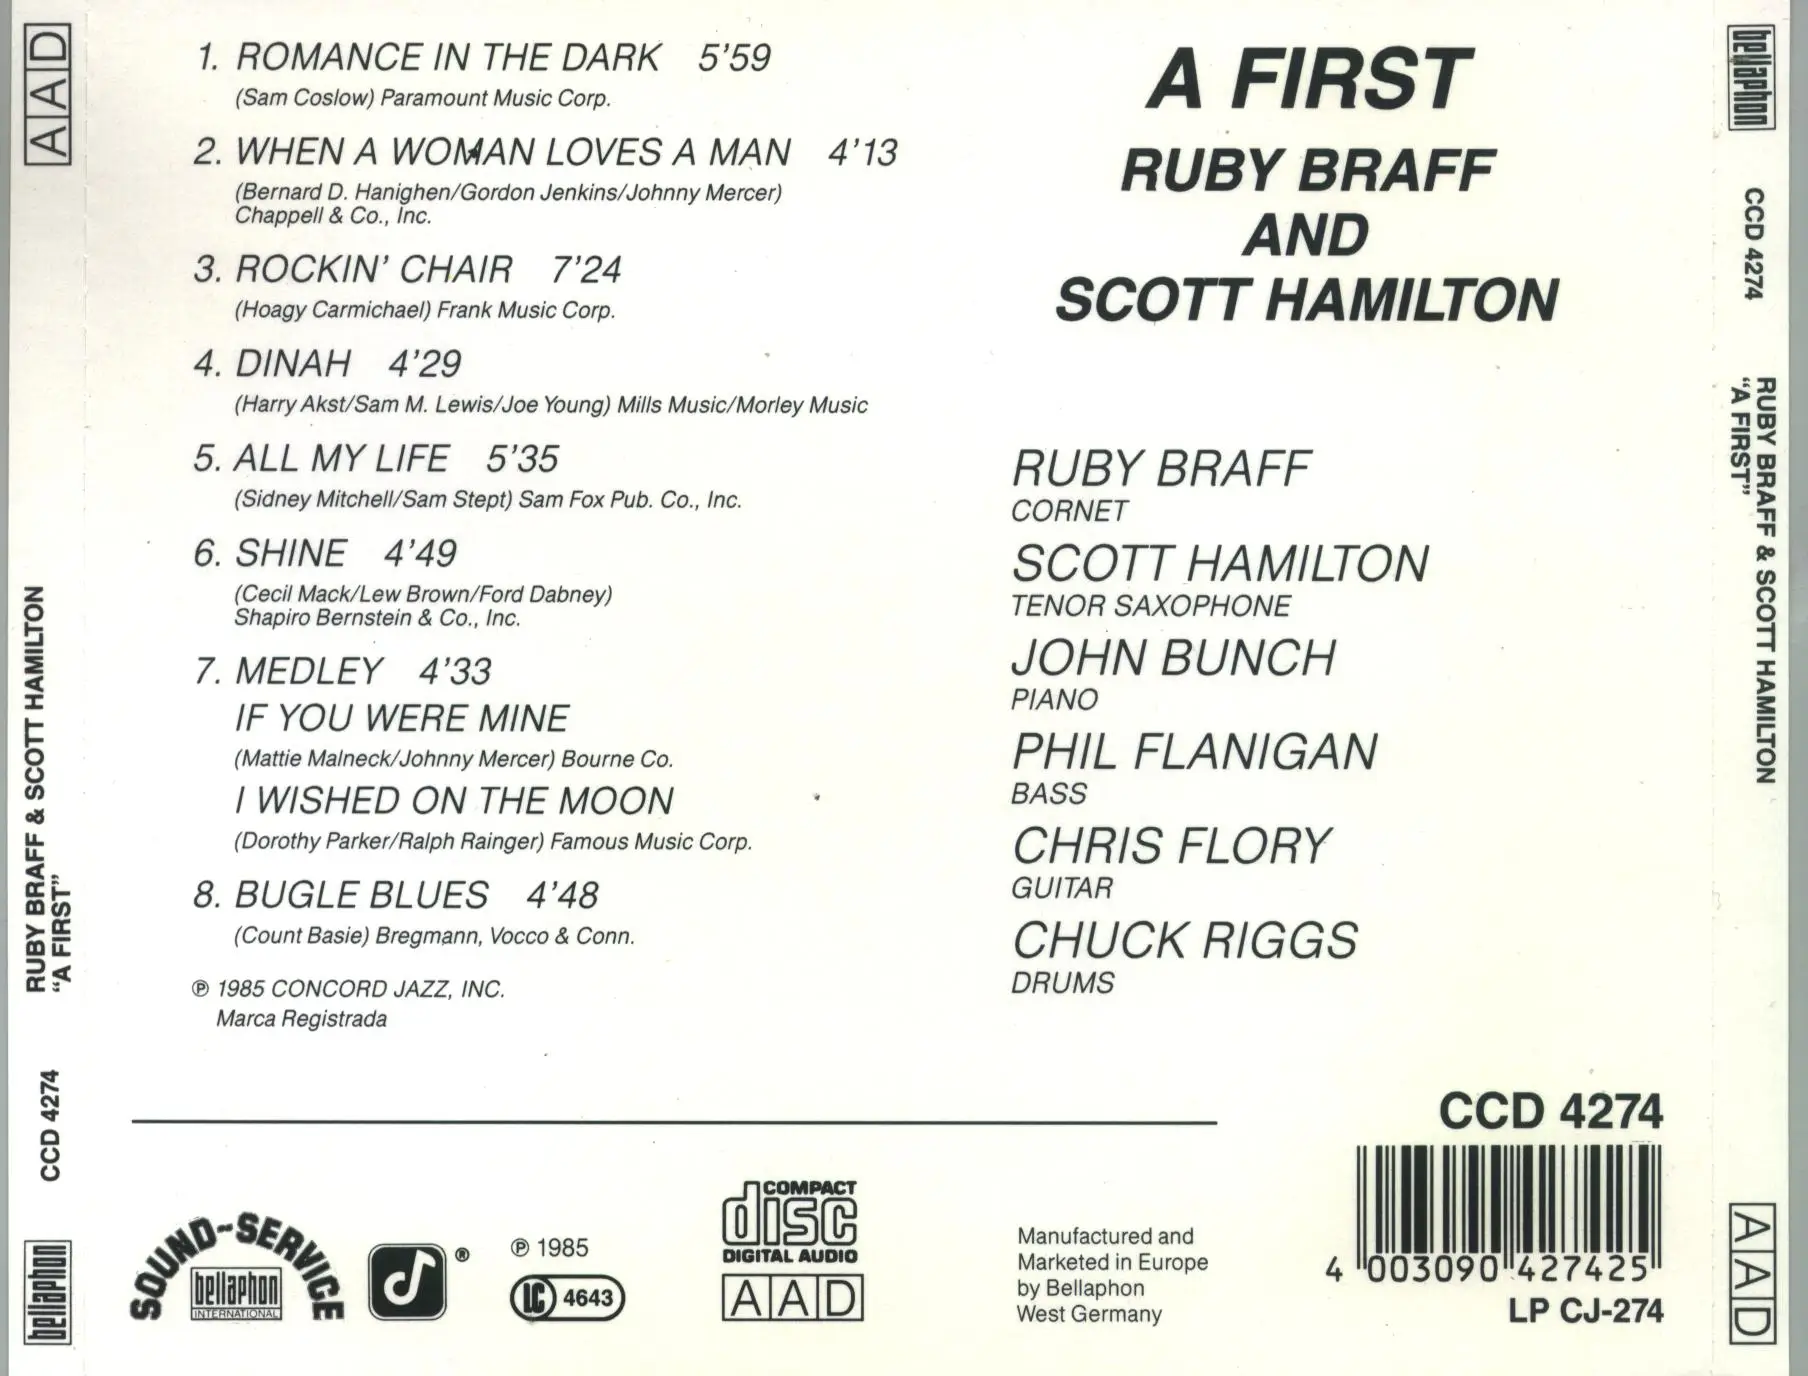 AAD
RUBY BRAFF & SCOTT HAMILTON
“A FIRST”
CCD 4274
bellaphon
1. ROMANCE IN THE DARK 5’59
(Sam Coslow) Paramount Music Corp.
2. WHEN A WOMAN LOVES A MAN 4’13
(Bernard D. Hanighen/Gordon Jenkins/Johnny Mercer)
Chappell & Co., Inc.
3. ROCKIN’ CHAIR 7’24
(Hoagy Carmichael) Frank Music Corp.
4. DINAH 4’29
(Harry Akst/Sam M. Lewis/Joe Young) Mills Music/Morley Music
5. ALL MY LIFE 5’35
(Sidney Mitchell/Sam Stept) Sam Fox Pub. Co., Inc.
6. SHINE 4’49
(Cecil Mack/Lew Brown/Ford Dabney)
Shapiro Bernstein & Co., Inc.
7. MEDLEY 4’33
IF YOU WERE MINE
(Mattie Malneck/Johnny Mercer) Bourne Co.
I WISHED ON THE MOON
(Dorothy Parker/Ralph Rainger) Famous Music Corp.
8. BUGLE BLUES 4’48
(Count Basie) Bregmann, Vocco & Conn.
℗ 1985 CONCORD JAZZ, INC.
Marca Registrada
A FIRST
RUBY BRAFF
AND
SCOTT HAMILTON
RUBY BRAFF
CORNET
SCOTT HAMILTON
TENOR SAXOPHONE
JOHN BUNCH
PIANO
PHIL FLANIGAN
BASS
CHRIS FLORY
GUITAR
CHUCK RIGGS
DRUMS
SOUND-SERVICE
bellaphon
INTERNATIONAL
®
℗ 1985
LC 4643
COMPACT
disc
DIGITAL AUDIO
AAD
Manufactured and
Marketed in Europe
by Bellaphon
West Germany
CCD 4274
4 003090 427425
LP CJ-274
bellaphon
CCD 4274
RUBY BRAFF & SCOTT HAMILTON
“A FIRST”
AAD